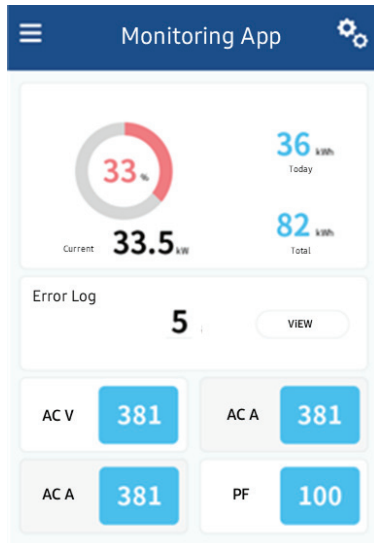 Monitoring App
33 %
36 kWh
Today
Current 33.5 kW
82 kWh
Total
Error Log
5
ViEW
AC V 381
AC A 381
AC A 381
PF 100